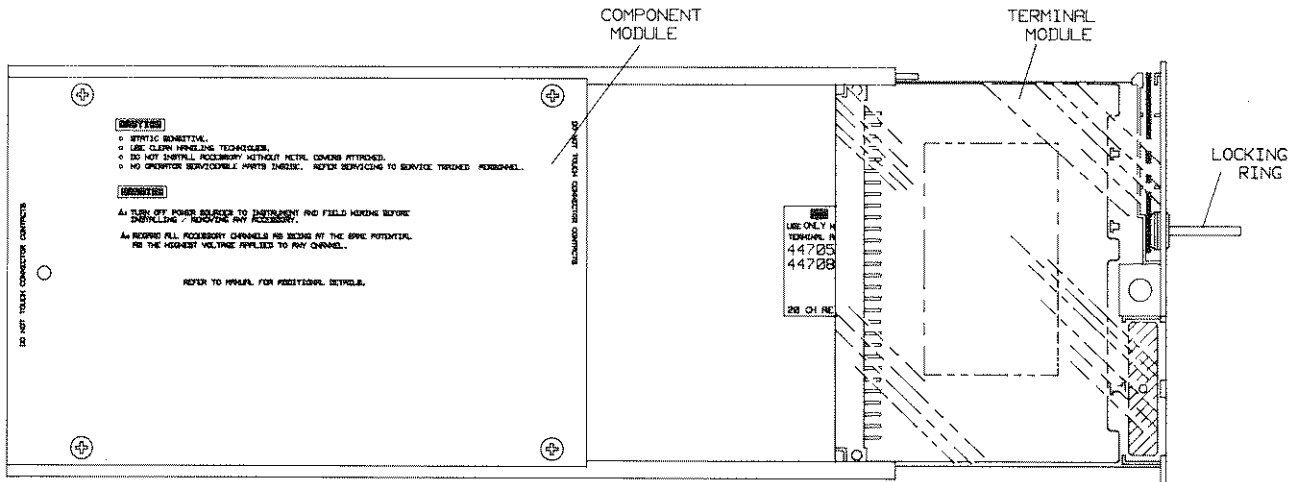 COMPONENT
MODULE
TERMINAL
MODULE
LOCKING
RING
CAUTION
STATIC SENSITIVE.
USE CLEAN HANDLING TECHNIQUES.
DO NOT INSTALL ACCESSORY WITHOUT METAL COVERS ATTACHED.
NO OPERATOR SERVICEABLE PARTS INSIDE. REFER SERVICING TO SERVICE TRAINED PERSONNEL.
WARNING
TURN OFF POWER SOURCES TO INSTRUMENT AND FIELD WIRING BEFORE
INSTALLING / REMOVING ANY ACCESSORY.
REGARD ALL ACCESSORY CHANNELS AS BEING AT THE SAME POTENTIAL
AS THE HIGHEST VOLTAGE APPLIED TO ANY CHANNEL.
REFER TO MANUAL FOR ADDITIONAL DETAILS.
DO NOT TOUCH CONNECTOR CONTACTS
DO NOT TOUCH CONNECTOR CONTACTS
USE ONLY
TERMINAL
44705
44708
20 CH RE